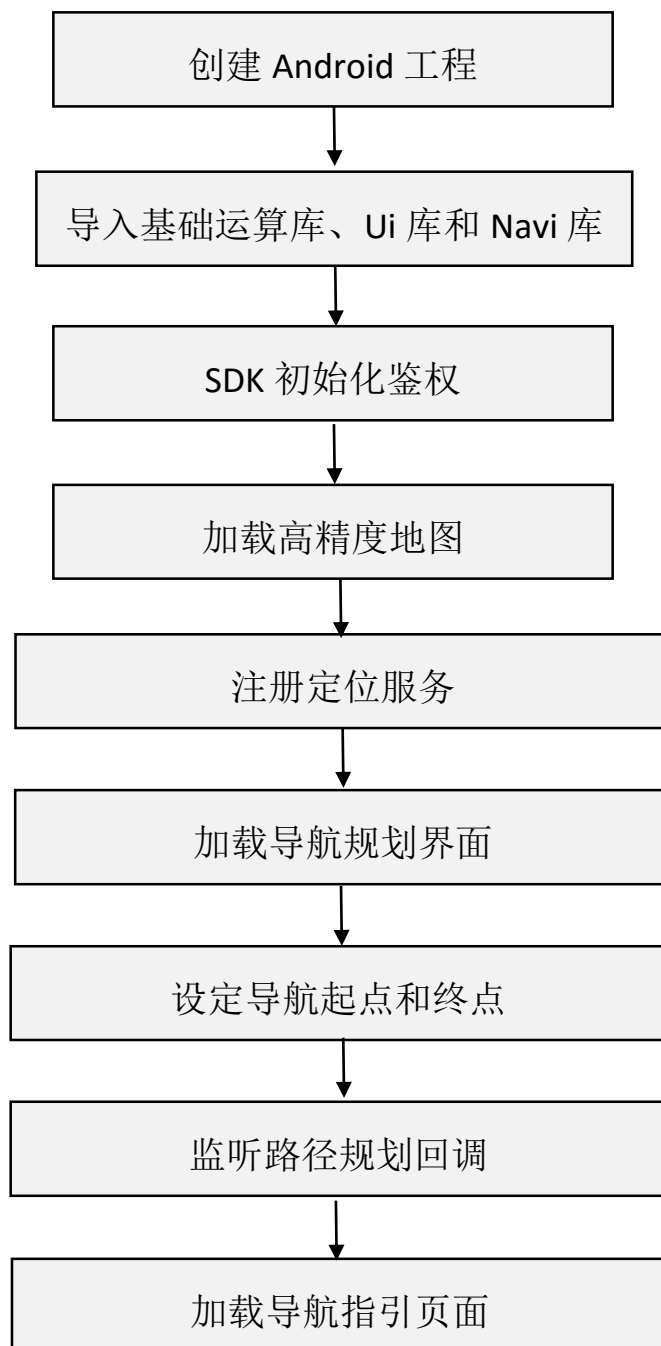 创建 Android 工程
导入基础运算库、Ui 库和 Navi 库
SDK 初始化鉴权
加载高精度地图
注册定位服务
加载导航规划界面
设定导航起点和终点
监听路径规划回调
加载导航指引页面